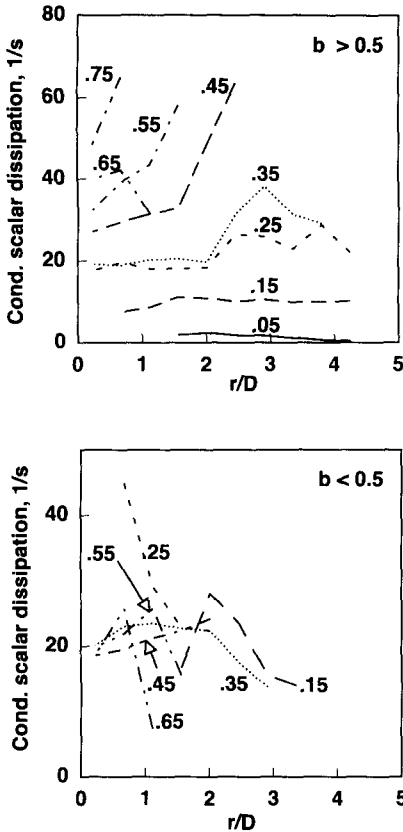 80
b > 0.5
.75
.45
.55
60
.65
40
.35
.25
20
.15
.05
0
0 1 2 3 4 5
r/D
Cond. scalar dissipation, 1/s
b < 0.5
40
.55
.25
20
.45
.35
.15
.65
0
0 1 2 3 4 5
r/D
Cond. scalar dissipation, 1/s